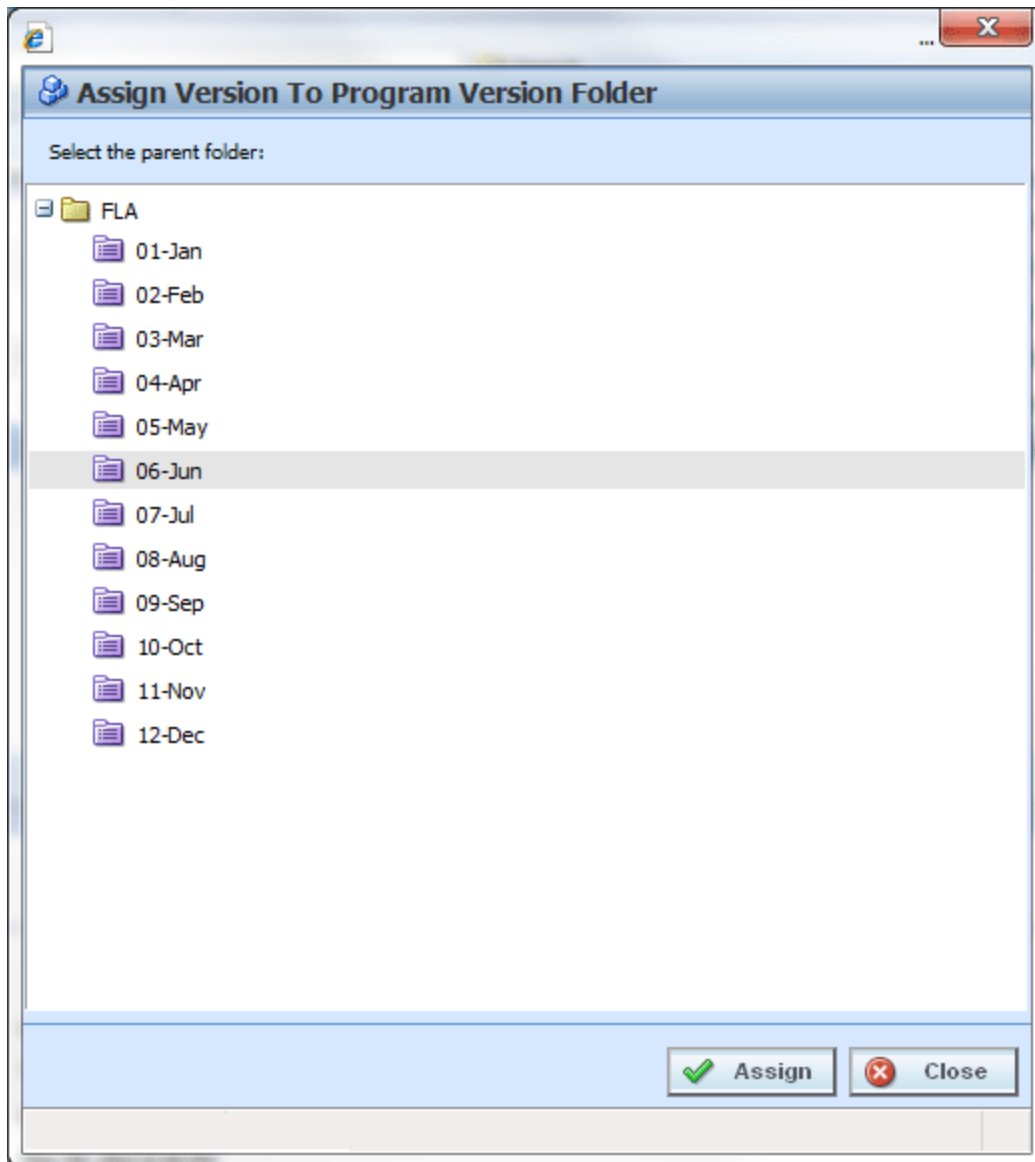 ...
Assign Version To Program Version Folder
Select the parent folder:
FLA
01-Jan
02-Feb
03-Mar
04-Apr
05-May
06-Jun
07-Jul
08-Aug
09-Sep
10-Oct
11-Nov
12-Dec
Assign Close